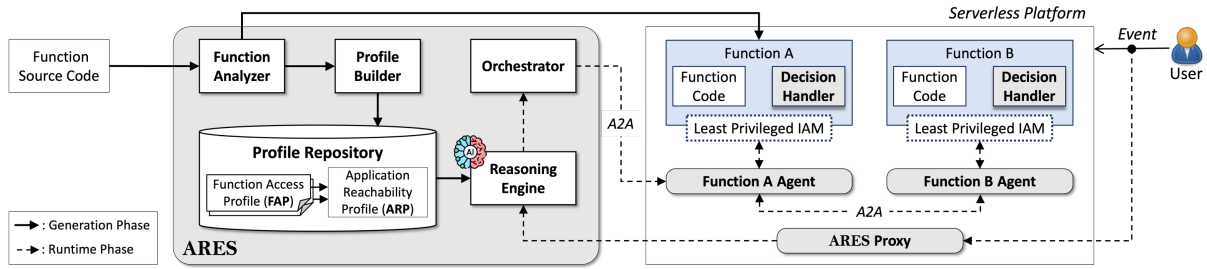 Function
Source Code
Function
Analyzer
Profile
Builder
Orchestrator
Profile Repository
Function Access
Profile (FAP)
Application
Reachability
Profile (ARP)
AI
Reasoning
Engine
ARES
: Generation Phase
: Runtime Phase
A2A
Serverless Platform
Function A
Function
Code
Decision
Handler
Least Privileged IAM
Function A Agent
Function B
Function
Code
Decision
Handler
Least Privileged IAM
Function B Agent
A2A
ARES Proxy
Event
User